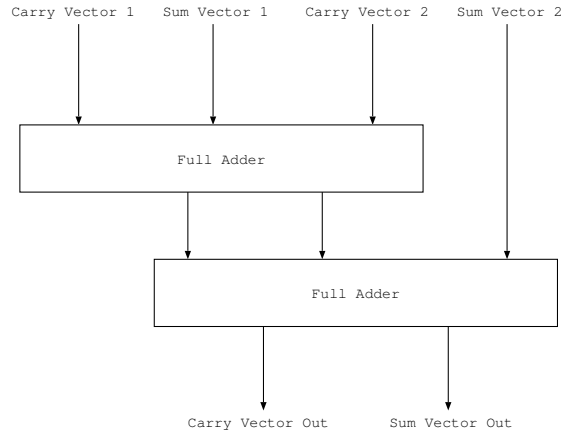 Carry Vector 1 Sum Vector 1 Carry Vector 2 Sum Vector 2
Full Adder
Full Adder
Carry Vector Out Sum Vector Out